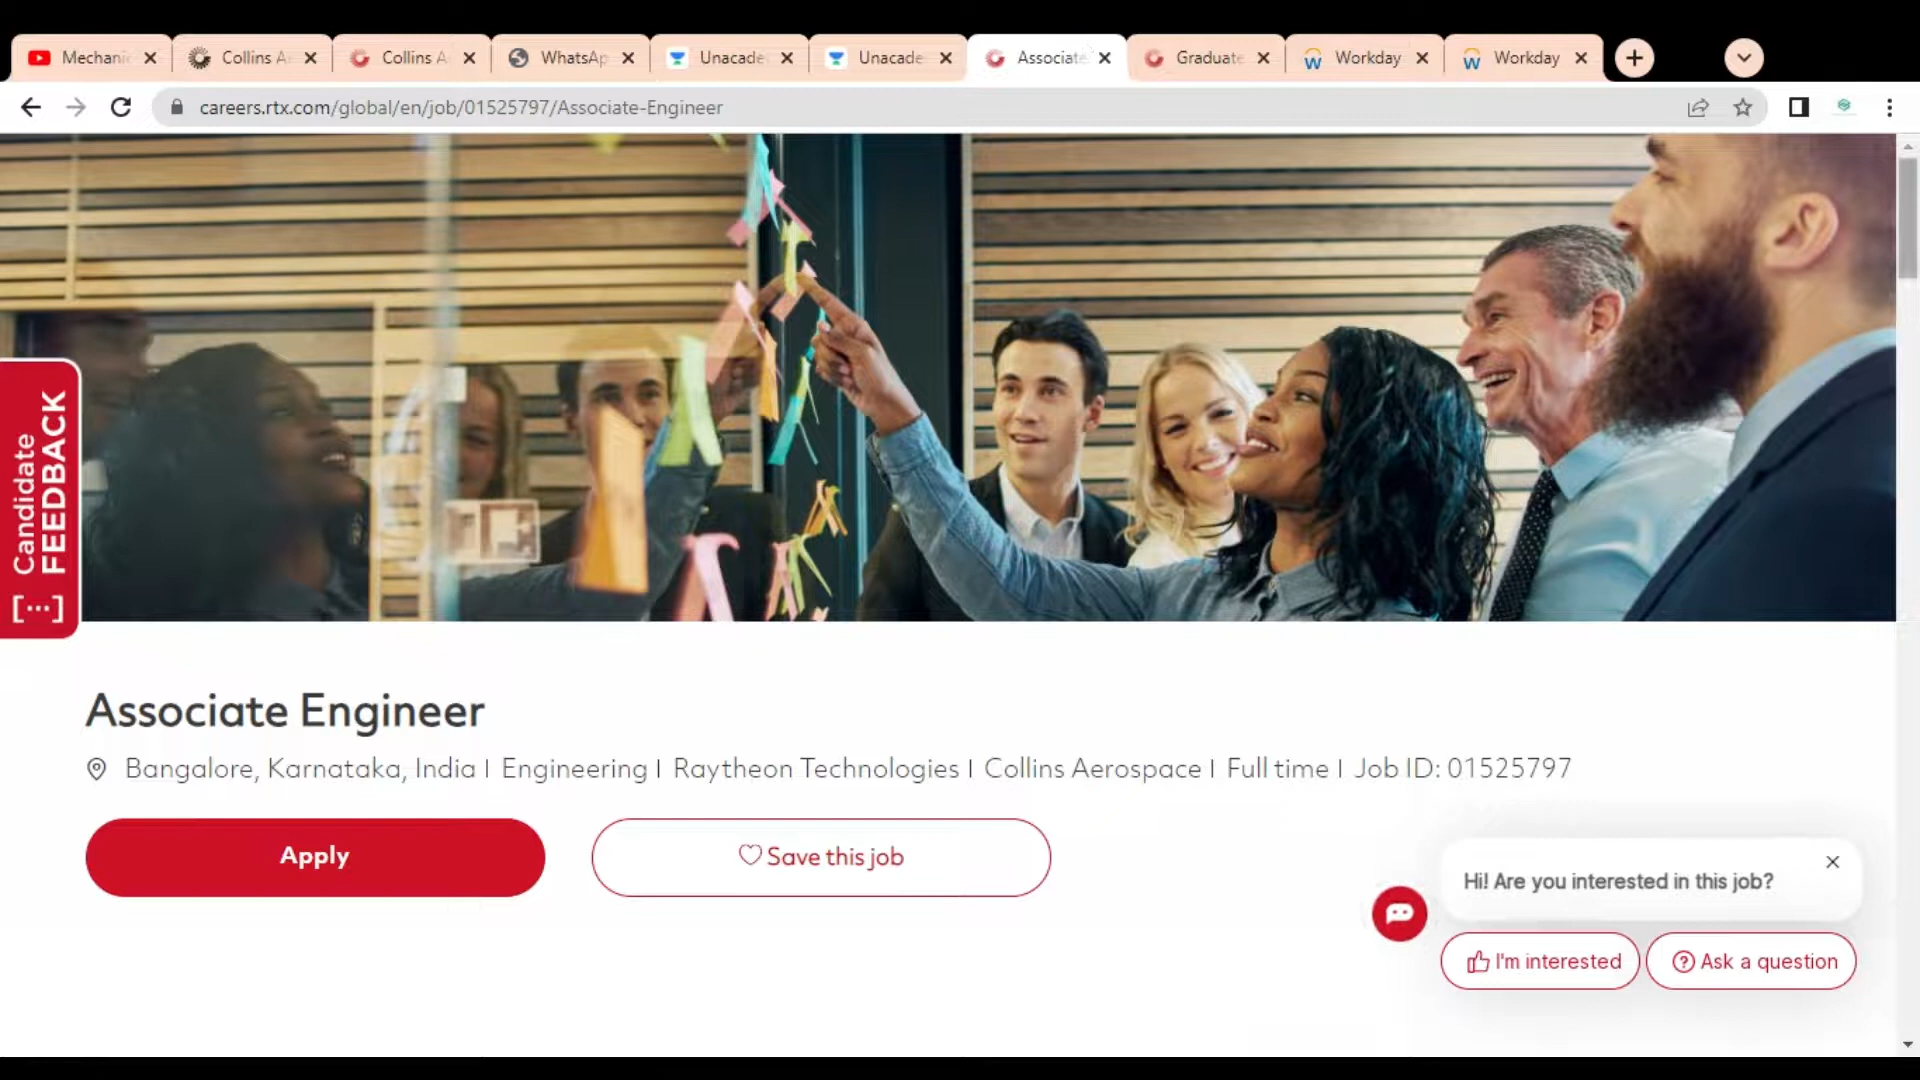 Mechani
Collins A
Collins A
WhatsAp
Unacade
Unacade
Associate
Graduate
Workday
Workday
careers.rtx.com/global/en/job/01525797/Associate-Engineer
Candidate
FEEDBACK
[...]
Associate Engineer
Bangalore, Karnataka, India | Engineering | Raytheon Technologies | Collins Aerospace | Full time | Job ID: 01525797
Apply
Save this job
Hi! Are you interested in this job?
I'm interested
Ask a question